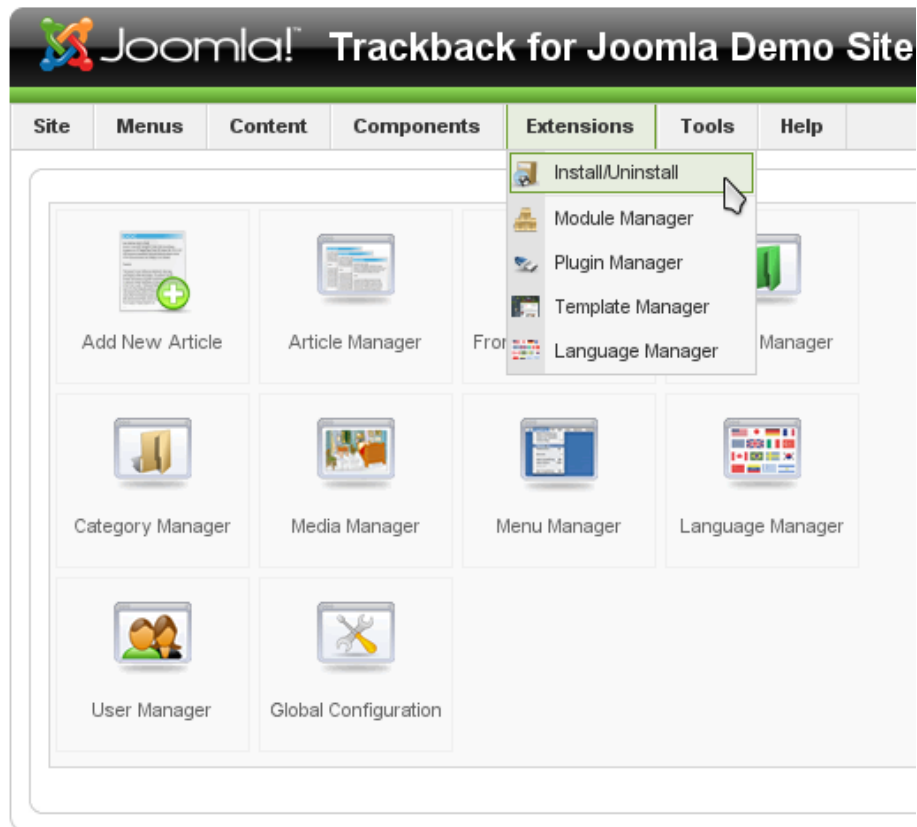 Joomla!™ Trackback for Joomla Demo Site
Site Menus Content Components Extensions Tools Help
Install/Uninstall
Module Manager
Plugin Manager
Template Manager
Language Manager
Add New Article Article Manager Fro Manager
Category Manager Media Manager Menu Manager Language Manager
User Manager Global Configuration